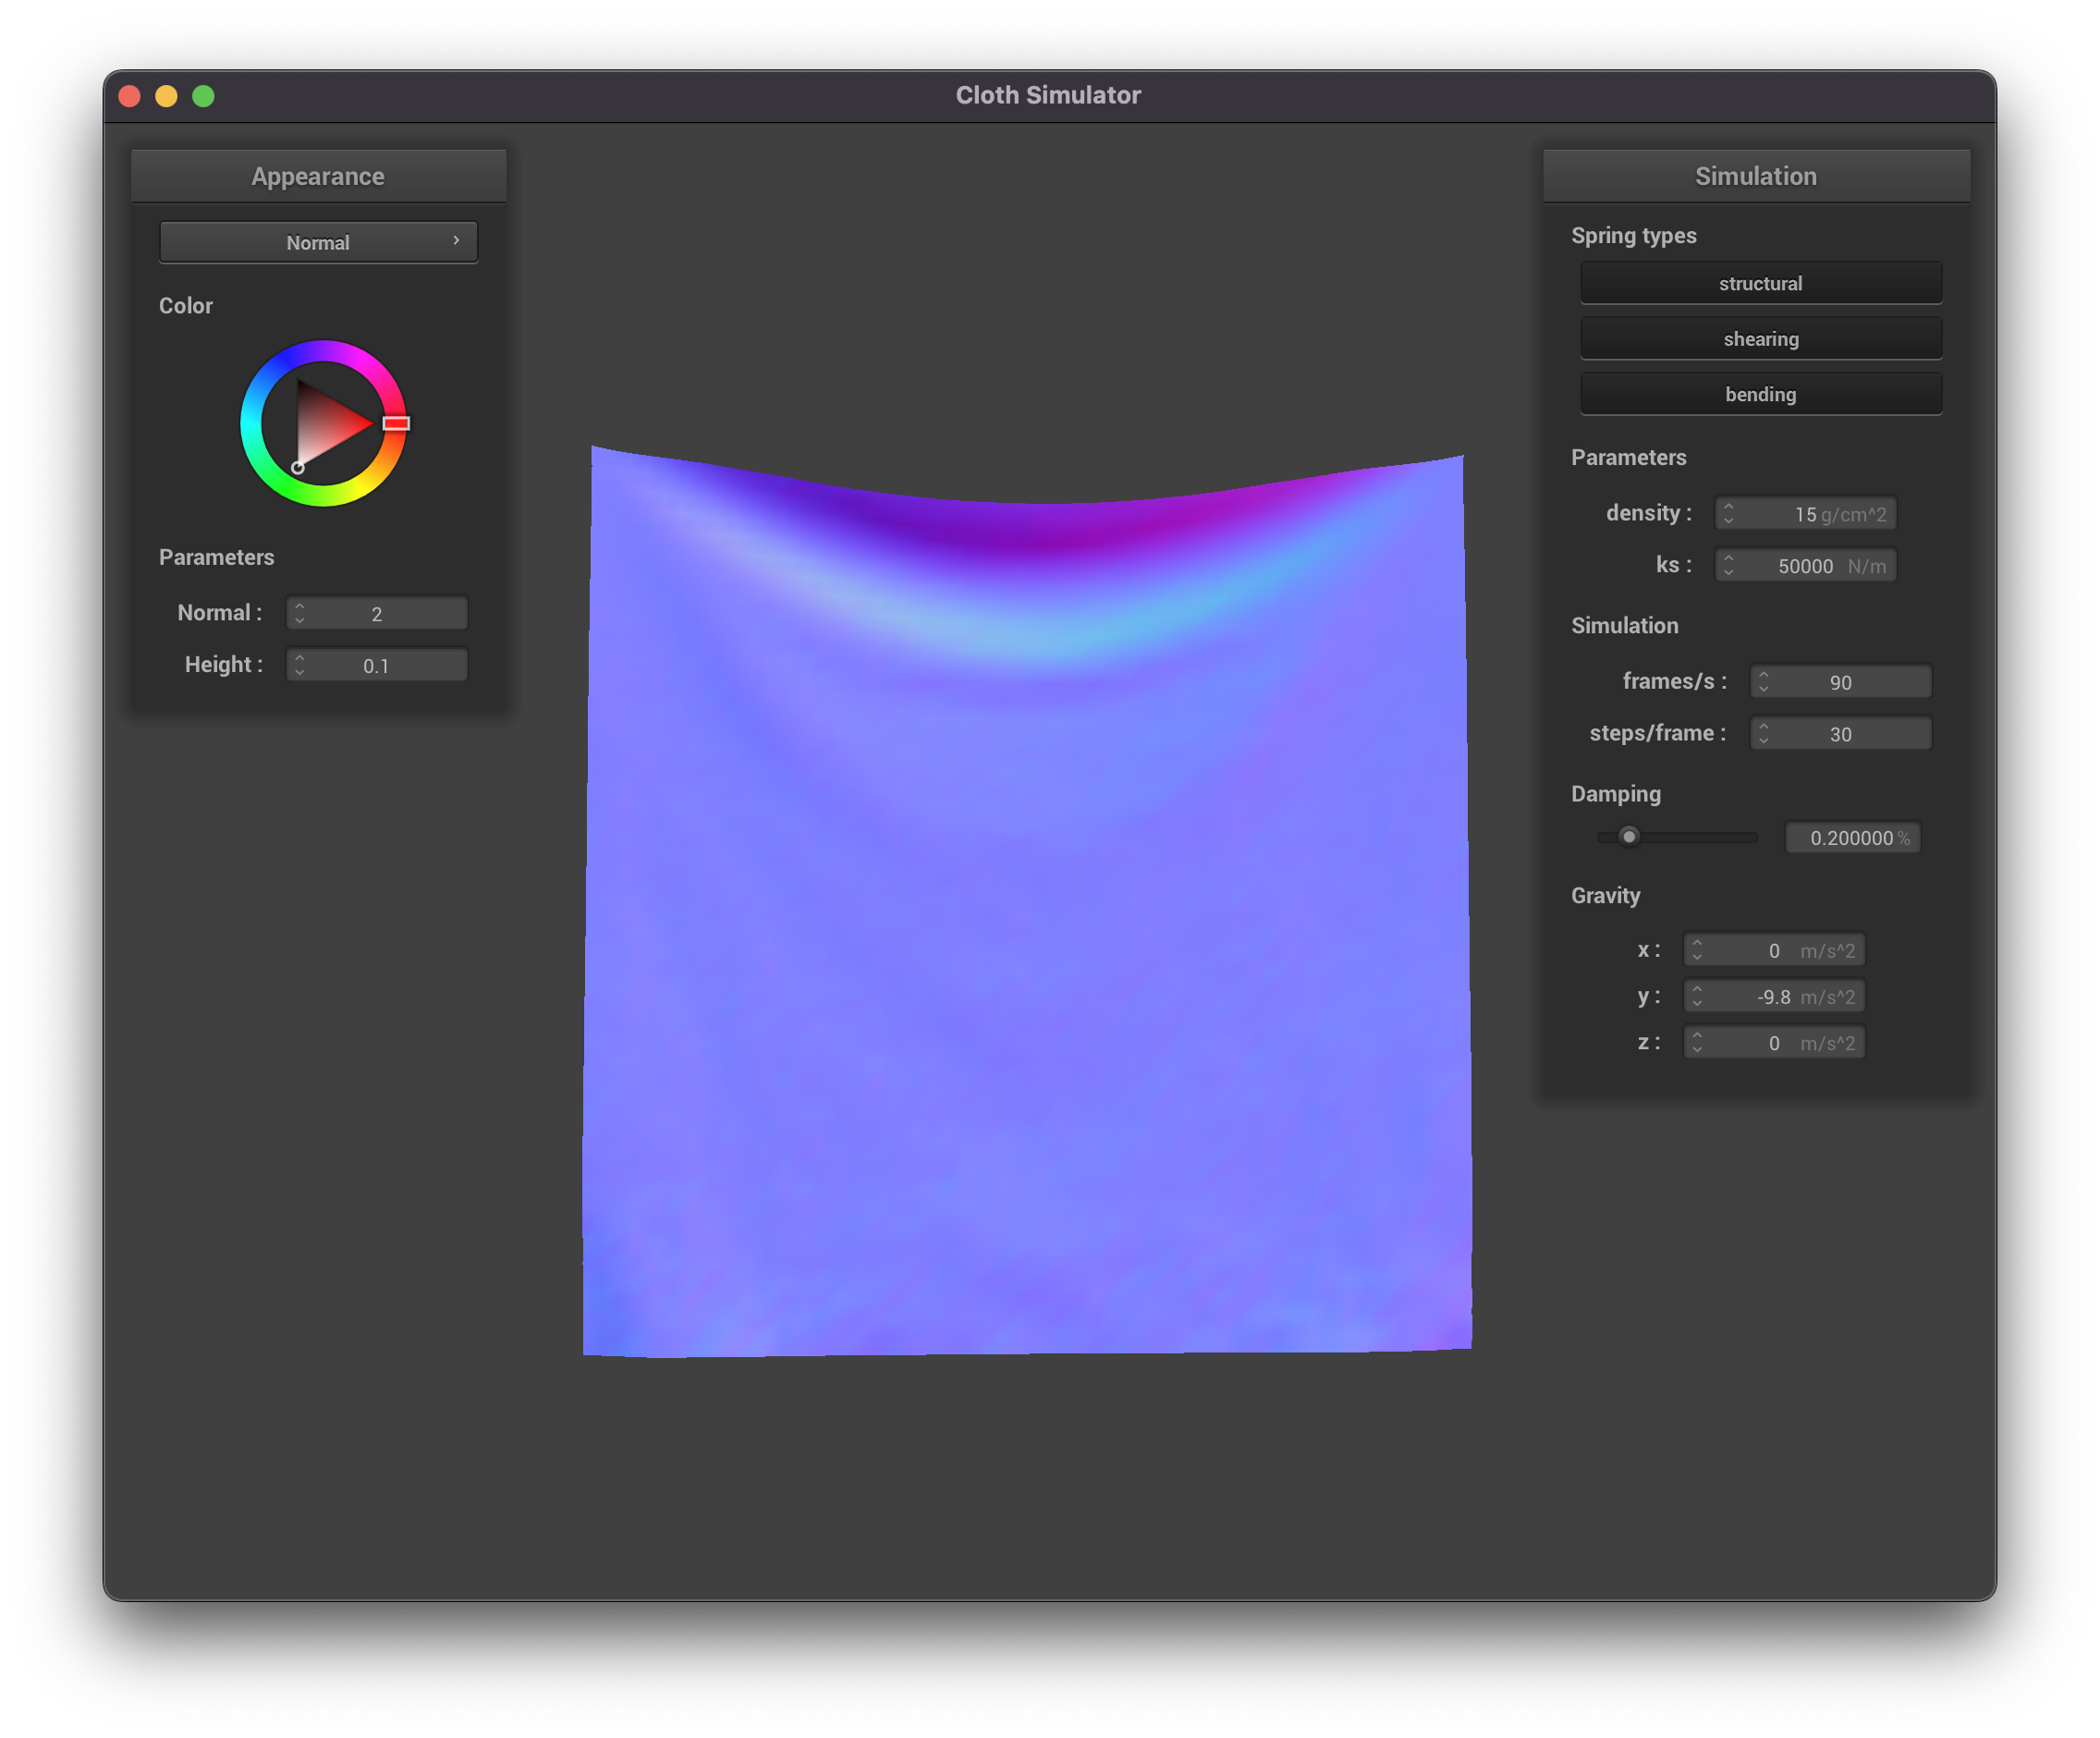 Cloth Simulator
Appearance
Normal
Color
Parameters
Normal : 2
Height : 0.1
Simulation
Spring types
structural
shearing
bending
Parameters
density : 15 g/cm^2
ks : 50000 N/m
Simulation
frames/s : 90
steps/frame : 30
Damping
0.200000 %
Gravity
x : 0 m/s^2
y : -9.8 m/s^2
z : 0 m/s^2